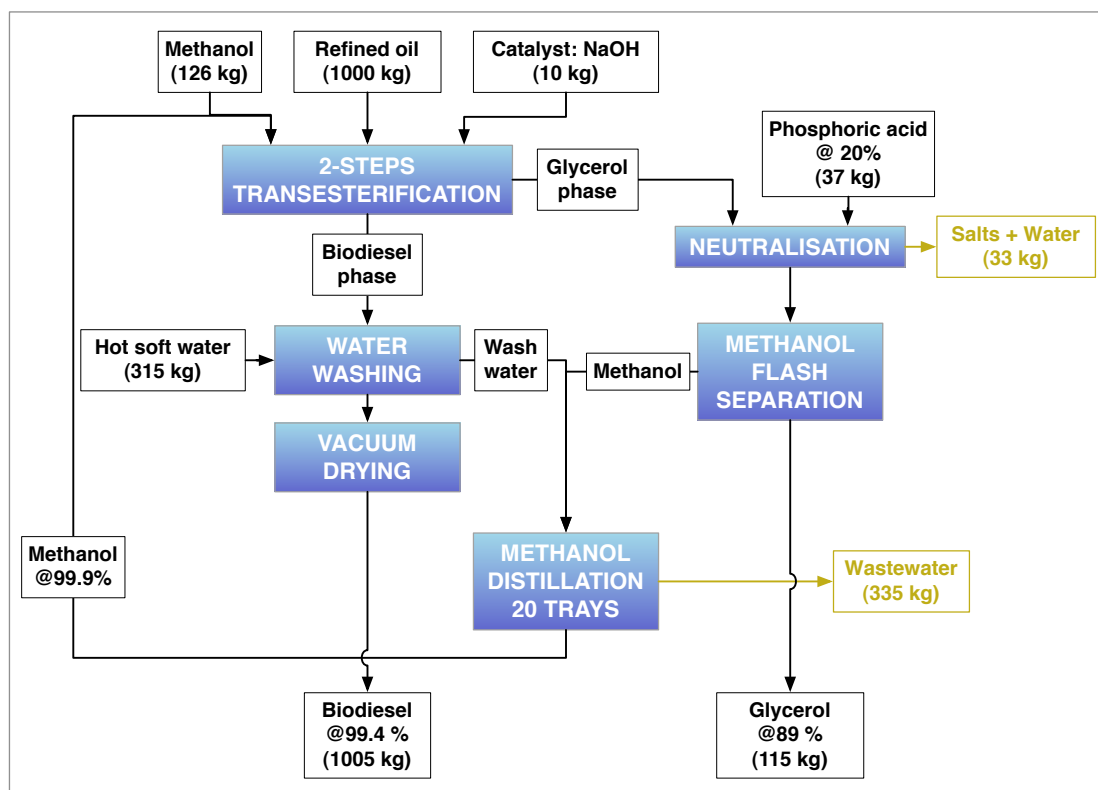 Methanol
(126 kg)
Refined oil
(1000 kg)
Catalyst: NaOH
(10 kg)
Phosphoric acid
@ 20%
(37 kg)
2-STEPS
TRANSESTERIFICATION
Glycerol
phase
NEUTRALISATION
Salts + Water
(33 kg)
Biodiesel
phase
Hot soft water
(315 kg)
WATER
WASHING
Wash
water
Methanol
METHANOL
FLASH
SEPARATION
VACUUM
DRYING
Methanol
@99.9%
METHANOL
DISTILLATION
20 TRAYS
Wastewater
(335 kg)
Biodiesel
@99.4 %
(1005 kg)
Glycerol
@89 %
(115 kg)